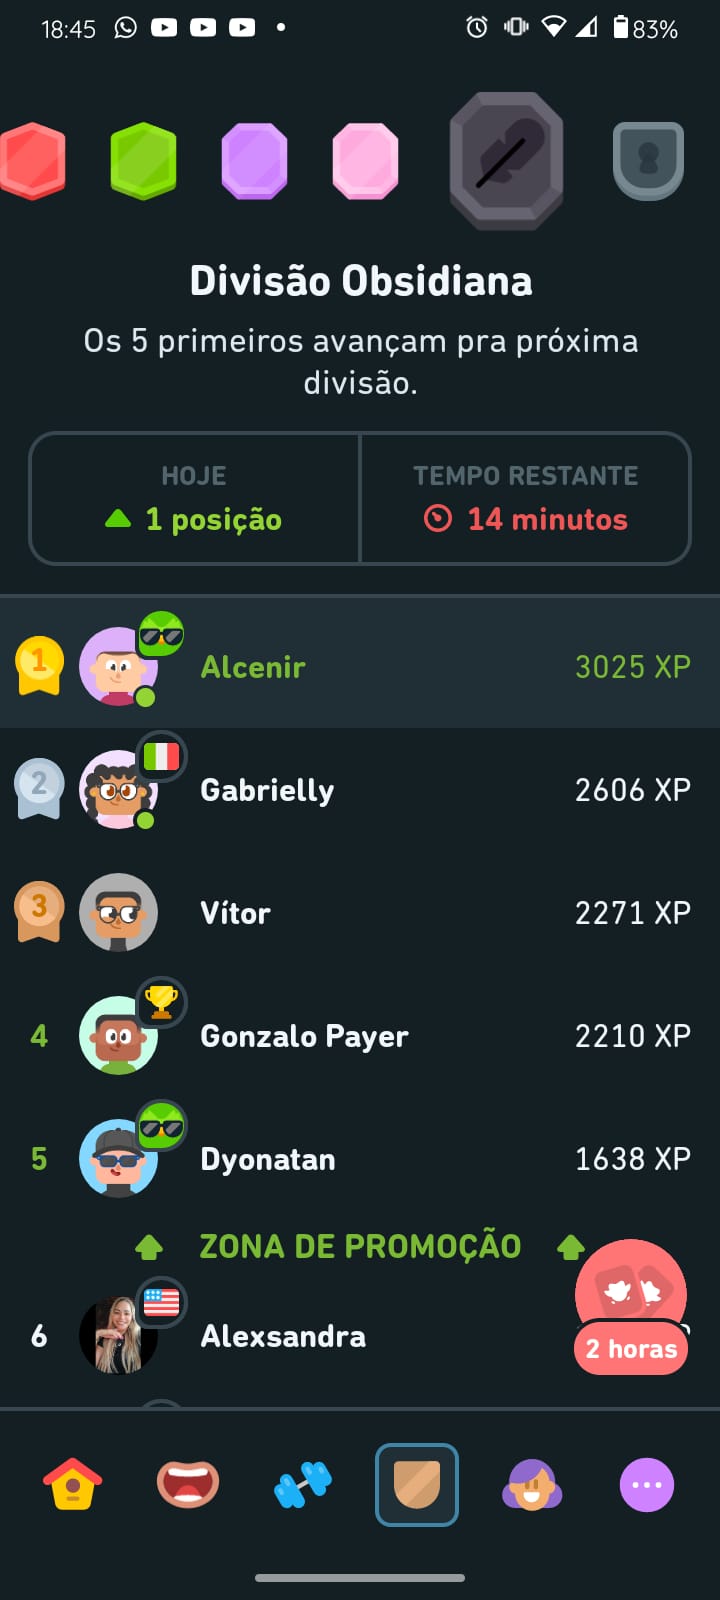 18:45
83%
Divisão Obsidiana
Os 5 primeiros avançam pra próxima
divisão.
HOJE
1 posição
TEMPO RESTANTE
14 minutos
1 Alcenir 3025 XP
2 Gabrielly 2606 XP
3 Vítor 2271 XP
4 Gonzalo Payer 2210 XP
5 Dyonatan 1638 XP
ZONA DE PROMOÇÃO
6 Alexsandra
2 horas